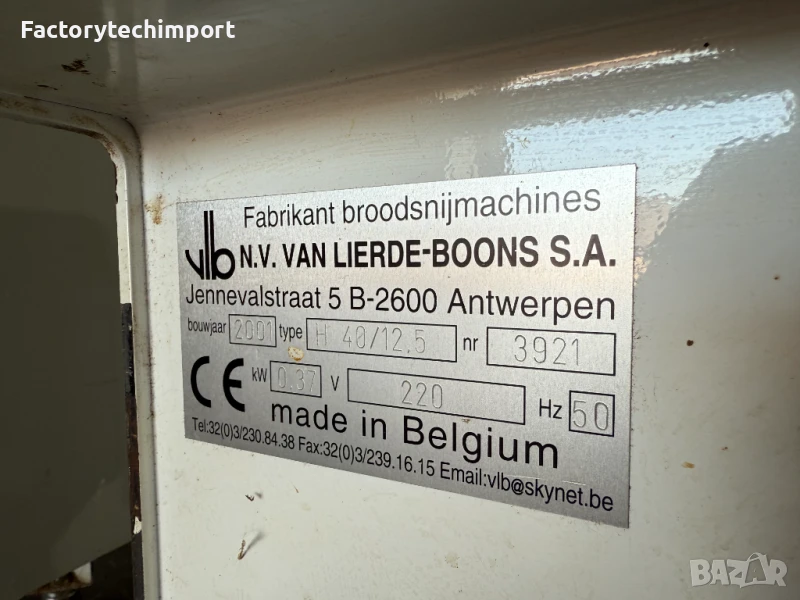 Factorytechimport
vlb
Fabrikant broodsnijmachines
N.V. VAN LIERDE-BOONS S.A.
Jennevalstraat 5 B-2600 Antwerpen
bouwjaar 2001 type H 40/12,5 nr 3921
CE kW 0.37 V 220 Hz 50
made in Belgium
Tel:32(0)3/230.84.38 Fax:32(0)3/239.16.15 Email:vlb@skynet.be
BAZAR